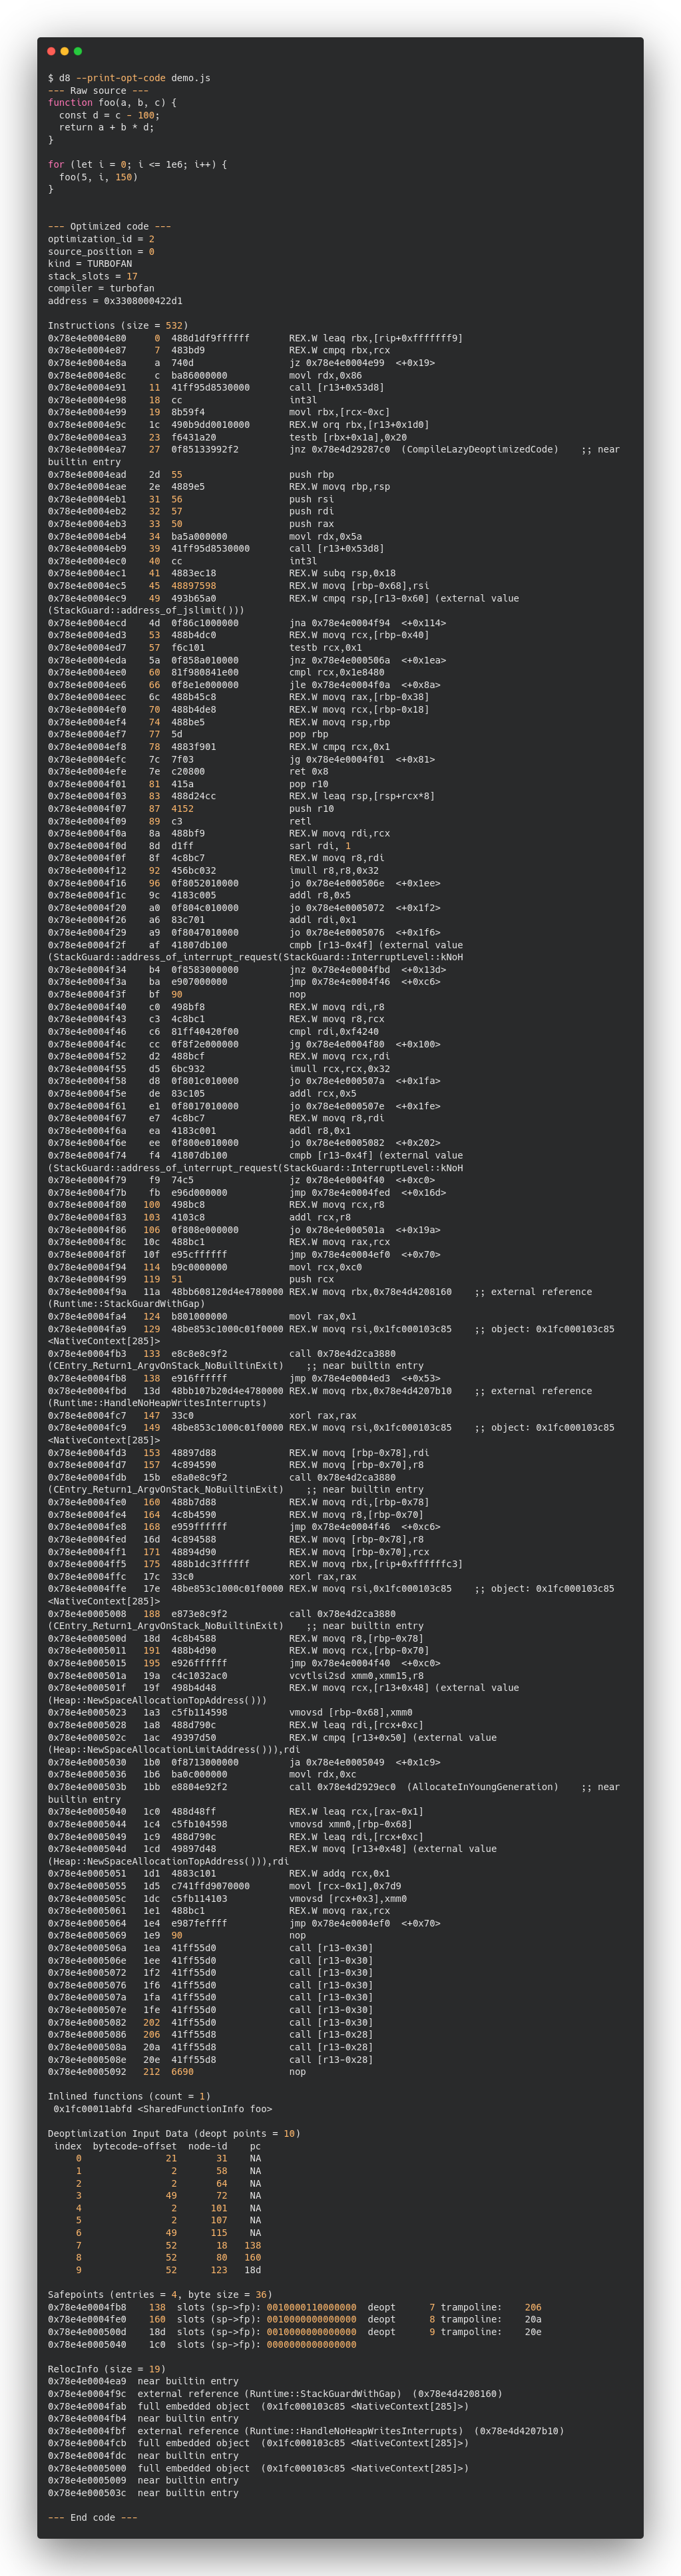 $ d8 --print-opt-code demo.js
--- Raw source ---
function foo(a, b, c) {
  const d = c - 100;
  return a + b * d;
}

for (let i = 0; i <= 1e6; i++) {
  foo(5, i, 150)
}


--- Optimized code ---
optimization_id = 2
source_position = 0
kind = TURBOFAN
stack_slots = 17
compiler = turbofan
address = 0x3308000422d1

Instructions (size = 532)
0x78e4e0004e80     0  488d1df9ffffff       REX.W leaq rbx,[rip+0xfffffff9]
0x78e4e0004e87     7  483bd9               REX.W cmpq rbx,rcx
0x78e4e0004e8a     a  740d                 jz 0x78e4e0004e99  <+0x19>
0x78e4e0004e8c     c  ba86000000           movl rdx,0x86
0x78e4e0004e91    11  41ff95d8530000       call [r13+0x53d8]
0x78e4e0004e98    18  cc                   int3l
0x78e4e0004e99    19  8b59f4               movl rbx,[rcx-0xc]
0x78e4e0004e9c    1c  490b9dd0010000       REX.W orq rbx,[r13+0x1d0]
0x78e4e0004ea3    23  f6431a20             testb [rbx+0x1a],0x20
0x78e4e0004ea7    27  0f85133992f2         jnz 0x78e4d29287c0  (CompileLazyDeoptimizedCode)    ;; near
builtin entry
0x78e4e0004ead    2d  55                   push rbp
0x78e4e0004eae    2e  4889e5               REX.W movq rbp,rsp
0x78e4e0004eb1    31  56                   push rsi
0x78e4e0004eb2    32  57                   push rdi
0x78e4e0004eb3    33  50                   push rax
0x78e4e0004eb4    34  ba5a000000           movl rdx,0x5a
0x78e4e0004eb9    39  41ff95d8530000       call [r13+0x53d8]
0x78e4e0004ec0    40  cc                   int3l
0x78e4e0004ec1    41  4883ec18             REX.W subq rsp,0x18
0x78e4e0004ec5    45  48897598             REX.W movq [rbp-0x68],rsi
0x78e4e0004ec9    49  493b65a0             REX.W cmpq rsp,[r13-0x60] (external value
(StackGuard::address_of_jslimit()))
0x78e4e0004ecd    4d  0f86c1000000         jna 0x78e4e0004f94  <+0x114>
0x78e4e0004ed3    53  488b4dc0             REX.W movq rcx,[rbp-0x40]
0x78e4e0004ed7    57  f6c101               testb rcx,0x1
0x78e4e0004eda    5a  0f858a010000         jnz 0x78e4e000506a  <+0x1ea>
0x78e4e0004ee0    60  81f980841e00         cmpl rcx,0x1e8480
0x78e4e0004ee6    66  0f8e1e000000         jle 0x78e4e0004f0a  <+0x8a>
0x78e4e0004eec    6c  488b45c8             REX.W movq rax,[rbp-0x38]
0x78e4e0004ef0    70  488b4de8             REX.W movq rcx,[rbp-0x18]
0x78e4e0004ef4    74  488be5               REX.W movq rsp,rbp
0x78e4e0004ef7    77  5d                   pop rbp
0x78e4e0004ef8    78  4883f901             REX.W cmpq rcx,0x1
0x78e4e0004efc    7c  7f03                 jg 0x78e4e0004f01  <+0x81>
0x78e4e0004efe    7e  c20800               ret 0x8
0x78e4e0004f01    81  415a                 pop r10
0x78e4e0004f03    83  488d24cc             REX.W leaq rsp,[rsp+rcx*8]
0x78e4e0004f07    87  4152                 push r10
0x78e4e0004f09    89  c3                   retl
0x78e4e0004f0a    8a  488bf9               REX.W movq rdi,rcx
0x78e4e0004f0d    8d  d1ff                 sarl rdi, 1
0x78e4e0004f0f    8f  4c8bc7               REX.W movq r8,rdi
0x78e4e0004f12    92  456bc032             imull r8,r8,0x32
0x78e4e0004f16    96  0f8052010000         jo 0x78e4e000506e  <+0x1ee>
0x78e4e0004f1c    9c  4183c005             addl r8,0x5
0x78e4e0004f20    a0  0f804c010000         jo 0x78e4e0005072  <+0x1f2>
0x78e4e0004f26    a6  83c701               addl rdi,0x1
0x78e4e0004f29    a9  0f8047010000         jo 0x78e4e0005076  <+0x1f6>
0x78e4e0004f2f    af  41807db100           cmpb [r13-0x4f] (external value
(StackGuard::address_of_interrupt_request(StackGuard::InterruptLevel::kNoH
0x78e4e0004f34    b4  0f8583000000         jnz 0x78e4e0004fbd  <+0x13d>
0x78e4e0004f3a    ba  e907000000           jmp 0x78e4e0004f46  <+0xc6>
0x78e4e0004f3f    bf  90                   nop
0x78e4e0004f40    c0  498bf8               REX.W movq rdi,r8
0x78e4e0004f43    c3  4c8bc1               REX.W movq r8,rcx
0x78e4e0004f46    c6  81ff40420f00         cmpl rdi,0xf4240
0x78e4e0004f4c    cc  0f8f2e000000         jg 0x78e4e0004f80  <+0x100>
0x78e4e0004f52    d2  488bcf               REX.W movq rcx,rdi
0x78e4e0004f55    d5  6bc932               imull rcx,rcx,0x32
0x78e4e0004f58    d8  0f801c010000         jo 0x78e4e000507a  <+0x1fa>
0x78e4e0004f5e    de  83c105               addl rcx,0x5
0x78e4e0004f61    e1  0f8017010000         jo 0x78e4e000507e  <+0x1fe>
0x78e4e0004f67    e7  4c8bc7               REX.W movq r8,rdi
0x78e4e0004f6a    ea  4183c001             addl r8,0x1
0x78e4e0004f6e    ee  0f800e010000         jo 0x78e4e0005082  <+0x202>
0x78e4e0004f74    f4  41807db100           cmpb [r13-0x4f] (external value
(StackGuard::address_of_interrupt_request(StackGuard::InterruptLevel::kNoH
0x78e4e0004f79    f9  74c5                 jz 0x78e4e0004f40  <+0xc0>
0x78e4e0004f7b    fb  e96d000000           jmp 0x78e4e0004fed  <+0x16d>
0x78e4e0004f80   100  498bc8               REX.W movq rcx,r8
0x78e4e0004f83   103  4103c8               addl rcx,r8
0x78e4e0004f86   106  0f808e000000         jo 0x78e4e000501a  <+0x19a>
0x78e4e0004f8c   10c  488bc1               REX.W movq rax,rcx
0x78e4e0004f8f   10f  e95cffffff           jmp 0x78e4e0004ef0  <+0x70>
0x78e4e0004f94   114  b9c0000000           movl rcx,0xc0
0x78e4e0004f99   119  51                   push rcx
0x78e4e0004f9a   11a  48bb608120d4e4780000 REX.W movq rbx,0x78e4d4208160    ;; external reference
(Runtime::StackGuardWithGap)
0x78e4e0004fa4   124  b801000000           movl rax,0x1
0x78e4e0004fa9   129  48be853c1000c01f0000 REX.W movq rsi,0x1fc000103c85    ;; object: 0x1fc000103c85
<NativeContext[285]>
0x78e4e0004fb3   133  e8c8e8c9f2           call 0x78e4d2ca3880
(CEntry_Return1_ArgvOnStack_NoBuiltinExit)    ;; near builtin entry
0x78e4e0004fb8   138  e916ffffff           jmp 0x78e4e0004ed3  <+0x53>
0x78e4e0004fbd   13d  48bb107b20d4e4780000 REX.W movq rbx,0x78e4d4207b10    ;; external reference
(Runtime::HandleNoHeapWritesInterrupts)
0x78e4e0004fc7   147  33c0                 xorl rax,rax
0x78e4e0004fc9   149  48be853c1000c01f0000 REX.W movq rsi,0x1fc000103c85    ;; object: 0x1fc000103c85
<NativeContext[285]>
0x78e4e0004fd3   153  48897d88             REX.W movq [rbp-0x78],rdi
0x78e4e0004fd7   157  4c894590             REX.W movq [rbp-0x70],r8
0x78e4e0004fdb   15b  e8a0e8c9f2           call 0x78e4d2ca3880
(CEntry_Return1_ArgvOnStack_NoBuiltinExit)    ;; near builtin entry
0x78e4e0004fe0   160  488b7d88             REX.W movq rdi,[rbp-0x78]
0x78e4e0004fe4   164  4c8b4590             REX.W movq r8,[rbp-0x70]
0x78e4e0004fe8   168  e959ffffff           jmp 0x78e4e0004f46  <+0xc6>
0x78e4e0004fed   16d  4c894588             REX.W movq [rbp-0x78],r8
0x78e4e0004ff1   171  48894d90             REX.W movq [rbp-0x70],rcx
0x78e4e0004ff5   175  488b1dc3ffffff       REX.W movq rbx,[rip+0xffffffc3]
0x78e4e0004ffc   17c  33c0                 xorl rax,rax
0x78e4e0004ffe   17e  48be853c1000c01f0000 REX.W movq rsi,0x1fc000103c85    ;; object: 0x1fc000103c85
<NativeContext[285]>
0x78e4e0005008   188  e873e8c9f2           call 0x78e4d2ca3880
(CEntry_Return1_ArgvOnStack_NoBuiltinExit)    ;; near builtin entry
0x78e4e000500d   18d  4c8b4588             REX.W movq r8,[rbp-0x78]
0x78e4e0005011   191  488b4d90             REX.W movq rcx,[rbp-0x70]
0x78e4e0005015   195  e926ffffff           jmp 0x78e4e0004f40  <+0xc0>
0x78e4e000501a   19a  c4c1032ac0           vcvtlsi2sd xmm0,xmm15,r8
0x78e4e000501f   19f  498b4d48             REX.W movq rcx,[r13+0x48] (external value
(Heap::NewSpaceAllocationTopAddress()))
0x78e4e0005023   1a3  c5fb114598           vmovsd [rbp-0x68],xmm0
0x78e4e0005028   1a8  488d790c             REX.W leaq rdi,[rcx+0xc]
0x78e4e000502c   1ac  49397d50             REX.W cmpq [r13+0x50] (external value
(Heap::NewSpaceAllocationLimitAddress())),rdi
0x78e4e0005030   1b0  0f8713000000         ja 0x78e4e0005049  <+0x1c9>
0x78e4e0005036   1b6  ba0c000000           movl rdx,0xc
0x78e4e000503b   1bb  e8804e92f2           call 0x78e4d2929ec0  (AllocateInYoungGeneration)    ;; near
builtin entry
0x78e4e0005040   1c0  488d48ff             REX.W leaq rcx,[rax-0x1]
0x78e4e0005044   1c4  c5fb104598           vmovsd xmm0,[rbp-0x68]
0x78e4e0005049   1c9  488d790c             REX.W leaq rdi,[rcx+0xc]
0x78e4e000504d   1cd  49897d48             REX.W movq [r13+0x48] (external value
(Heap::NewSpaceAllocationTopAddress())),rdi
0x78e4e0005051   1d1  4883c101             REX.W addq rcx,0x1
0x78e4e0005055   1d5  c741ffd9070000       movl [rcx-0x1],0x7d9
0x78e4e000505c   1dc  c5fb114103           vmovsd [rcx+0x3],xmm0
0x78e4e0005061   1e1  488bc1               REX.W movq rax,rcx
0x78e4e0005064   1e4  e987feffff           jmp 0x78e4e0004ef0  <+0x70>
0x78e4e0005069   1e9  90                   nop
0x78e4e000506a   1ea  41ff55d0             call [r13-0x30]
0x78e4e000506e   1ee  41ff55d0             call [r13-0x30]
0x78e4e0005072   1f2  41ff55d0             call [r13-0x30]
0x78e4e0005076   1f6  41ff55d0             call [r13-0x30]
0x78e4e000507a   1fa  41ff55d0             call [r13-0x30]
0x78e4e000507e   1fe  41ff55d0             call [r13-0x30]
0x78e4e0005082   202  41ff55d0             call [r13-0x30]
0x78e4e0005086   206  41ff55d8             call [r13-0x28]
0x78e4e000508a   20a  41ff55d8             call [r13-0x28]
0x78e4e000508e   20e  41ff55d8             call [r13-0x28]
0x78e4e0005092   212  6690                 nop

Inlined functions (count = 1)
 0x1fc00011abfd <SharedFunctionInfo foo>

Deoptimization Input Data (deopt points = 10)
 index  bytecode-offset  node-id    pc
     0               21       31    NA
     1                2       58    NA
     2                2       64    NA
     3               49       72    NA
     4                2      101    NA
     5                2      107    NA
     6               49      115    NA
     7               52       18   138
     8               52       80   160
     9               52      123   18d

Safepoints (entries = 4, byte size = 36)
0x78e4e0004fb8    138  slots (sp->fp): 0010000110000000  deopt      7 trampoline:    206
0x78e4e0004fe0    160  slots (sp->fp): 0010000000000000  deopt      8 trampoline:    20a
0x78e4e000500d    18d  slots (sp->fp): 0010000000000000  deopt      9 trampoline:    20e
0x78e4e0005040    1c0  slots (sp->fp): 0000000000000000

RelocInfo (size = 19)
0x78e4e0004ea9  near builtin entry
0x78e4e0004f9c  external reference (Runtime::StackGuardWithGap)  (0x78e4d4208160)
0x78e4e0004fab  full embedded object  (0x1fc000103c85 <NativeContext[285]>)
0x78e4e0004fb4  near builtin entry
0x78e4e0004fbf  external reference (Runtime::HandleNoHeapWritesInterrupts)  (0x78e4d4207b10)
0x78e4e0004fcb  full embedded object  (0x1fc000103c85 <NativeContext[285]>)
0x78e4e0004fdc  near builtin entry
0x78e4e0005000  full embedded object  (0x1fc000103c85 <NativeContext[285]>)
0x78e4e0005009  near builtin entry
0x78e4e000503c  near builtin entry

--- End code ---